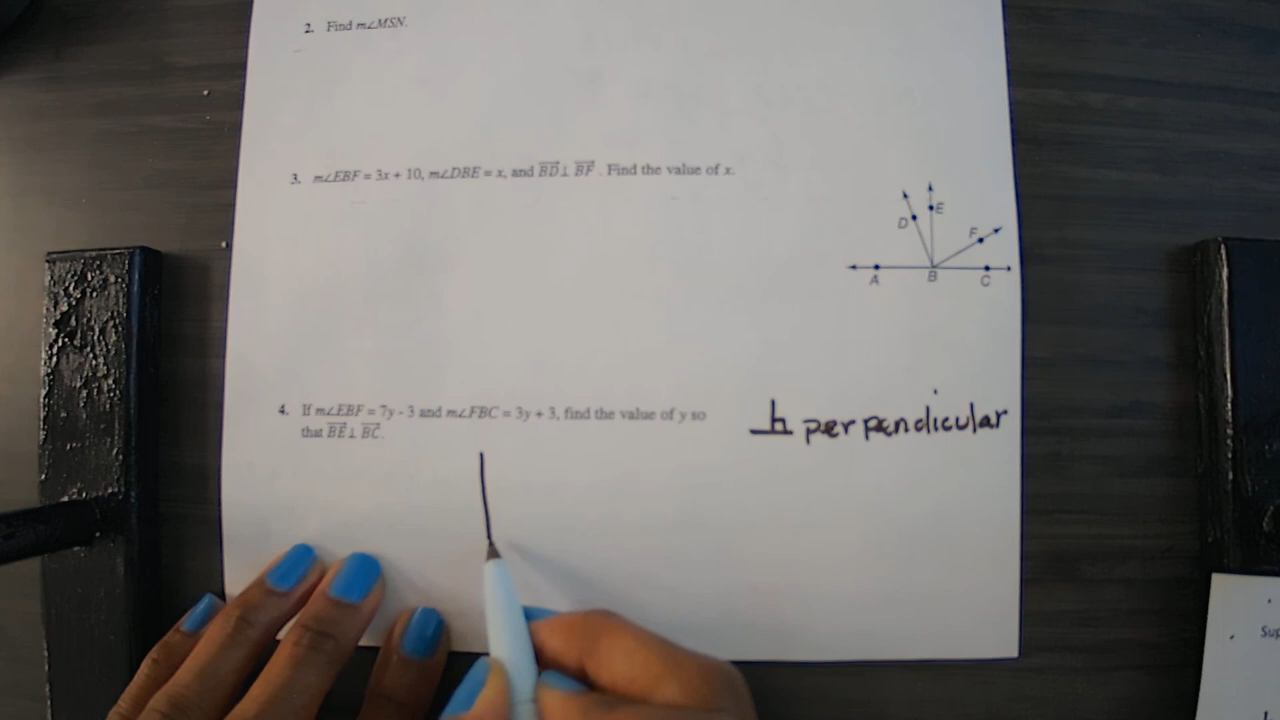 2. Find m∠MSN.
3. m∠EBF = 3x + 10, m∠DBE = x, and BD ⊥ BF . Find the value of x.
D
E
F
A
B
C
4. If m∠EBF = 7y - 3 and m∠FBC = 3y + 3, find the value of y so
that BE ⊥ BC.
perpendicular
Sup